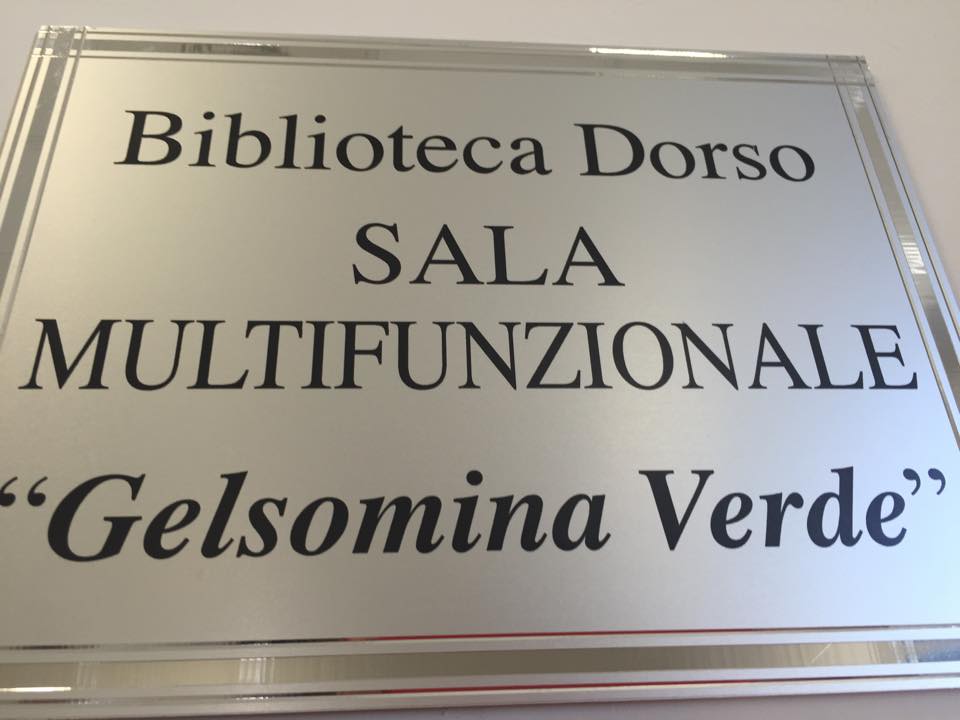 Biblioteca Dorso
SALA
MULTIFUNZIONALE
“Gelsomina Verde”